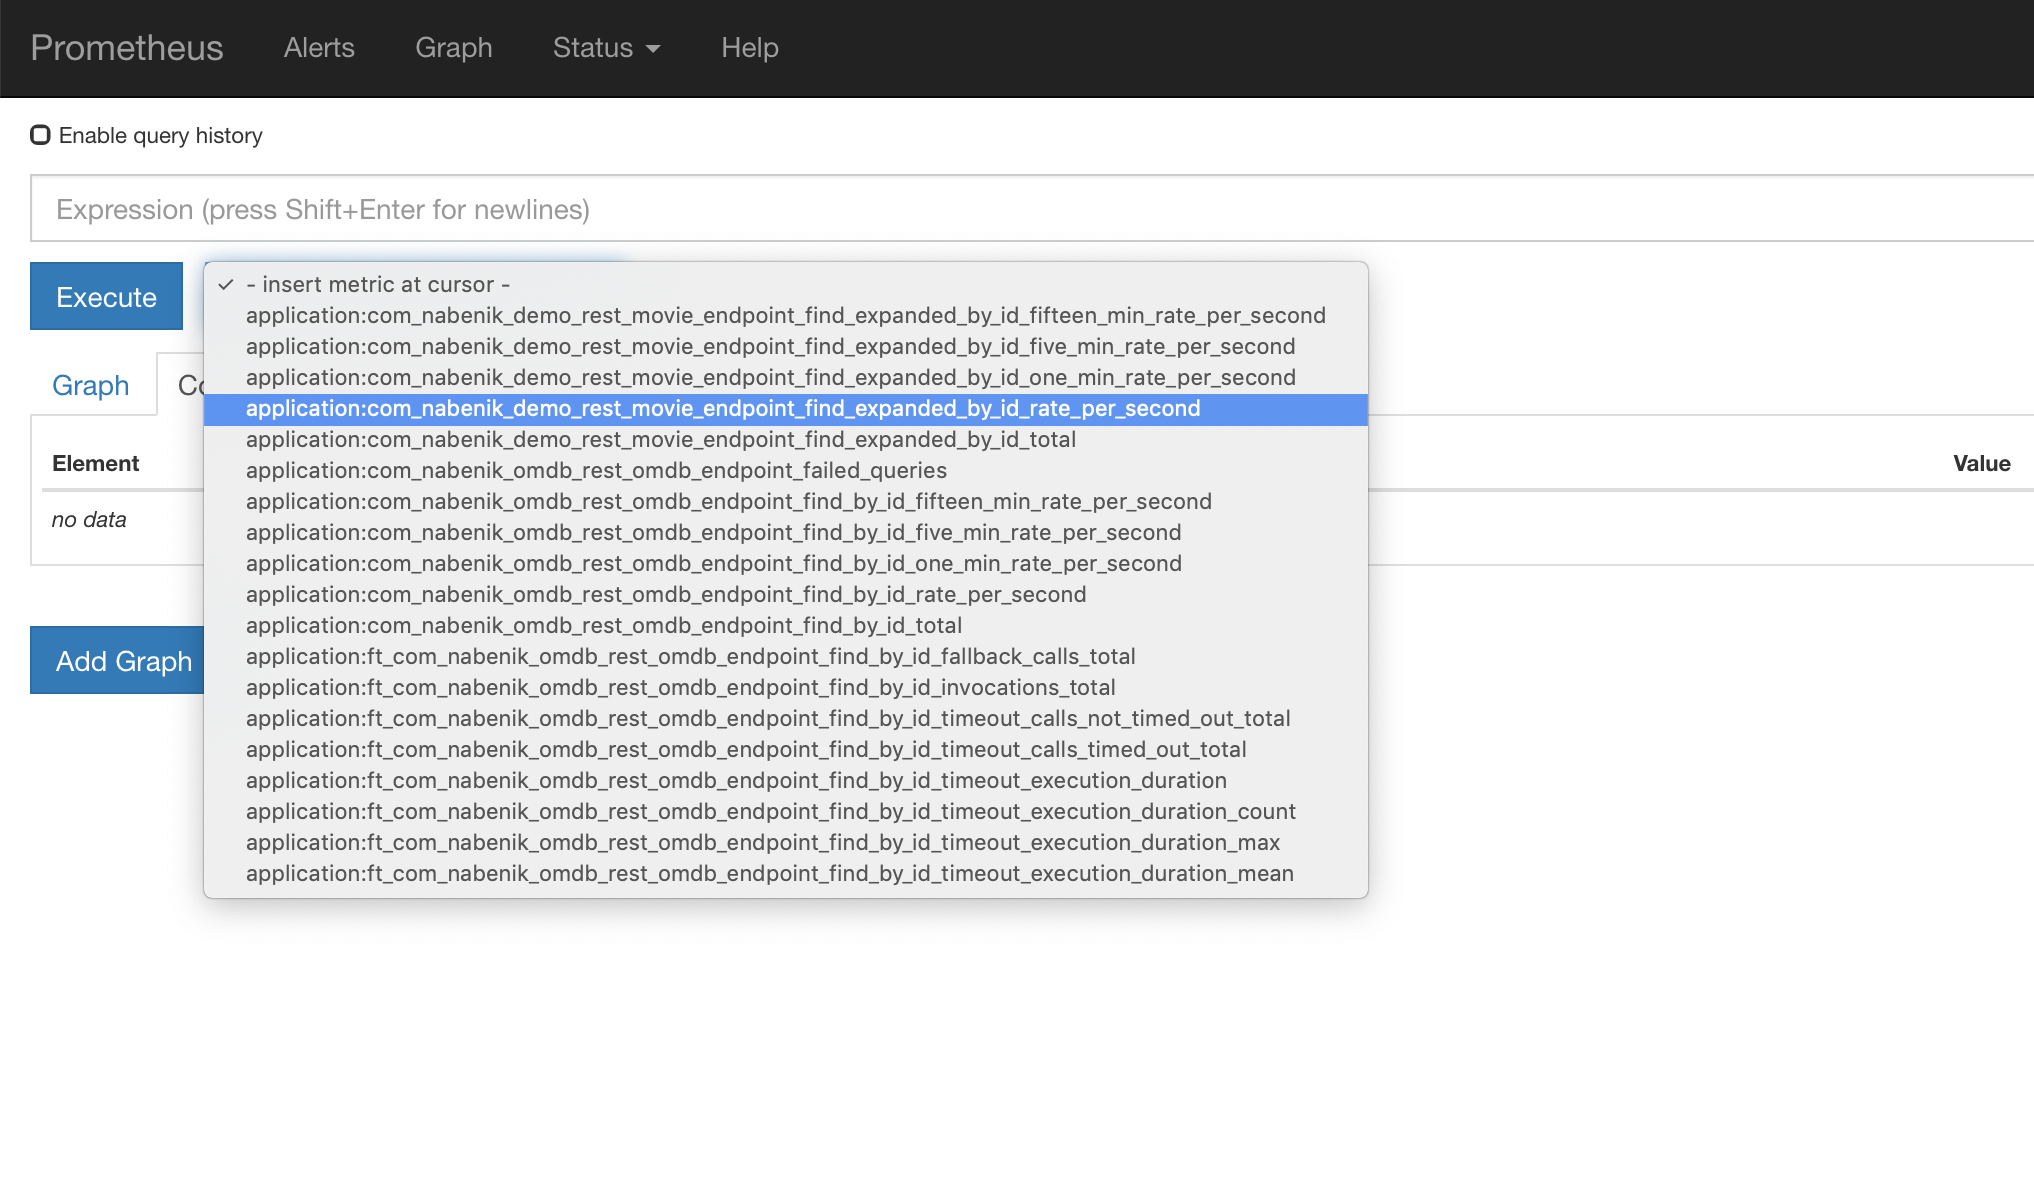 Prometheus Alerts Graph Status Help
Enable query history
Expression (press Shift+Enter for newlines)
Execute
- insert metric at cursor -
application:com_nabenik_demo_rest_movie_endpoint_find_expanded_by_id_fifteen_min_rate_per_second
application:com_nabenik_demo_rest_movie_endpoint_find_expanded_by_id_five_min_rate_per_second
application:com_nabenik_demo_rest_movie_endpoint_find_expanded_by_id_one_min_rate_per_second
application:com_nabenik_demo_rest_movie_endpoint_find_expanded_by_id_rate_per_second
application:com_nabenik_demo_rest_movie_endpoint_find_expanded_by_id_total
application:com_nabenik_omdb_rest_omdb_endpoint_failed_queries
application:com_nabenik_omdb_rest_omdb_endpoint_find_by_id_fifteen_min_rate_per_second
application:com_nabenik_omdb_rest_omdb_endpoint_find_by_id_five_min_rate_per_second
application:com_nabenik_omdb_rest_omdb_endpoint_find_by_id_one_min_rate_per_second
application:com_nabenik_omdb_rest_omdb_endpoint_find_by_id_rate_per_second
application:com_nabenik_omdb_rest_omdb_endpoint_find_by_id_total
application:ft_com_nabenik_omdb_rest_omdb_endpoint_find_by_id_fallback_calls_total
application:ft_com_nabenik_omdb_rest_omdb_endpoint_find_by_id_invocations_total
application:ft_com_nabenik_omdb_rest_omdb_endpoint_find_by_id_timeout_calls_not_timed_out_total
application:ft_com_nabenik_omdb_rest_omdb_endpoint_find_by_id_timeout_calls_timed_out_total
application:ft_com_nabenik_omdb_rest_omdb_endpoint_find_by_id_timeout_execution_duration
application:ft_com_nabenik_omdb_rest_omdb_endpoint_find_by_id_timeout_execution_duration_count
application:ft_com_nabenik_omdb_rest_omdb_endpoint_find_by_id_timeout_execution_duration_max
application:ft_com_nabenik_omdb_rest_omdb_endpoint_find_by_id_timeout_execution_duration_mean
Graph
Element Value
no data
Add Graph